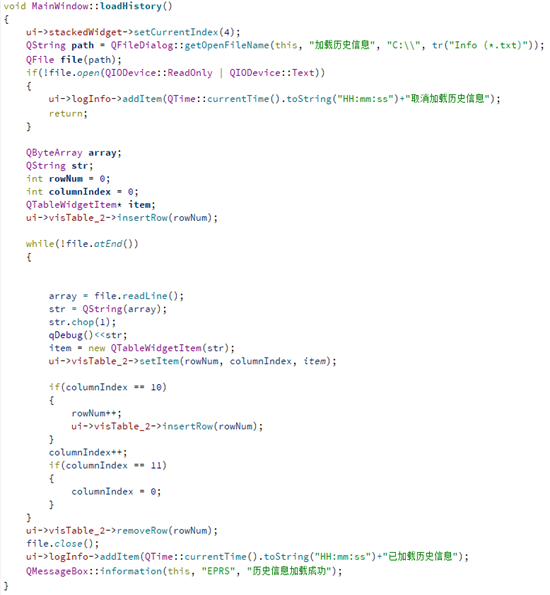 void MainWindow::loadHistory()
{
    ui->stackedWidget->setCurrentIndex(4);
    QString path = QFileDialog::getOpenFileName(this, "加载历史信息", "C:\\", tr("Info (*.txt)"));
    QFile file(path);
    if(!file.open(QIODevice::ReadOnly | QIODevice::Text))
    {
        ui->logInfo->addItem(QTime::currentTime().toString("HH:mm:ss")+"取消加载历史信息");
        return;
    }

    QByteArray array;
    QString str;
    int rowNum = 0;
    int columnIndex = 0;
    QTableWidgetItem* item;
    ui->visTable_2->insertRow(rowNum);

    while(!file.atEnd())
    {

        array = file.readLine();
        str = QString(array);
        str.chop(1);
        qDebug()<<str;
        item = new QTableWidgetItem(str);
        ui->visTable_2->setItem(rowNum, columnIndex, item);

        if(columnIndex == 10)
        {
            rowNum++;
            ui->visTable_2->insertRow(rowNum);
        }
        columnIndex++;
        if(columnIndex == 11)
        {
            columnIndex = 0;
        }
    }
    ui->visTable_2->removeRow(rowNum);
    file.close();
    ui->logInfo->addItem(QTime::currentTime().toString("HH:mm:ss")+"已加载历史信息");
    QMessageBox::information(this, "EPRS", "历史信息加载成功");
}